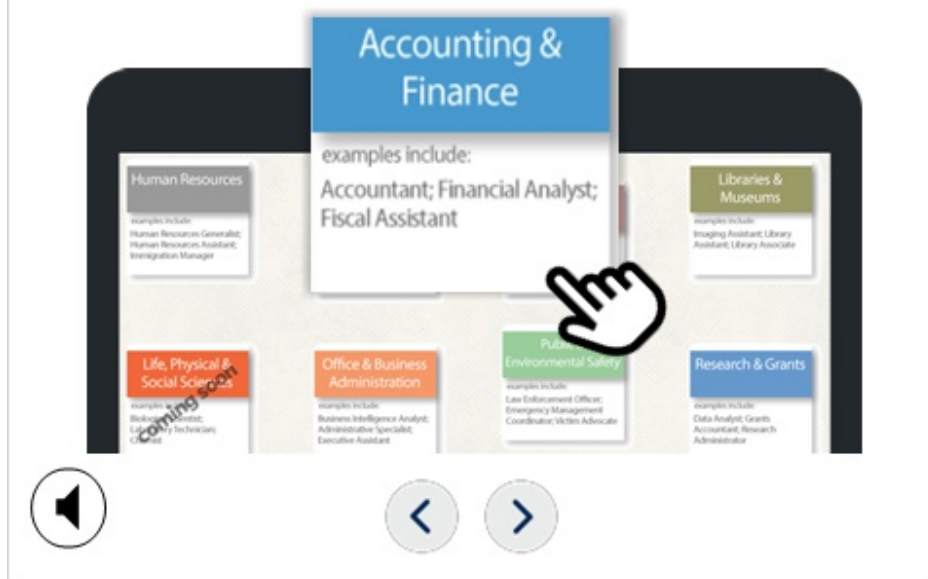 Accounting &
Finance
examples include:
Accountant; Financial Analyst;
Fiscal Assistant
Human Resources
examples include:
Human Resources Generalist;
Human Resources Assistant;
Immigration Manager
Libraries &
Museums
examples include:
Imaging Assistant; Library
Assistant; Library Associate
Life, Physical &
Social Sciences
coming soon
examples
Technician;
Office & Business
Administration
examples include:
Business Intelligence Analyst;
Administrative Specialist;
Executive Assistant
Environmental Safety
examples include:
Law Enforcement Officer;
Emergency Management
Coordinator; Victim Advocate
Research & Grants
examples include:
Data Analyst; Grants
Accountant; Research
Administrator